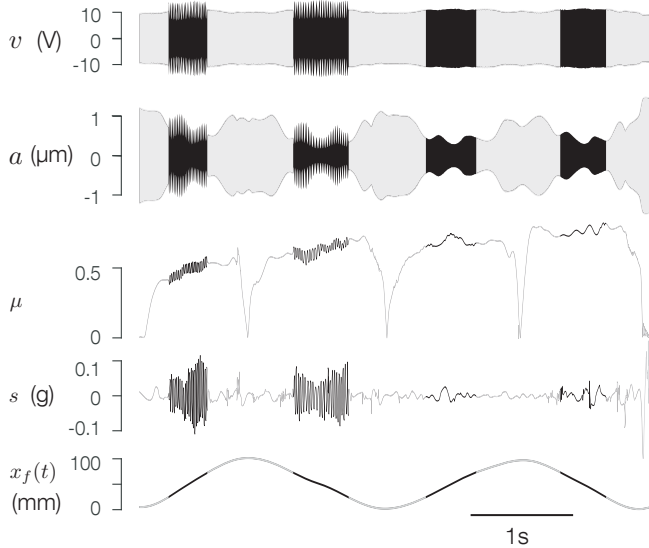 10
v (V) 0
-10
1
a (μm) 0
-1
0.5
μ
0
0.1
s (g) 0
-0.1
x_f(t) 100
(mm) 0
1s